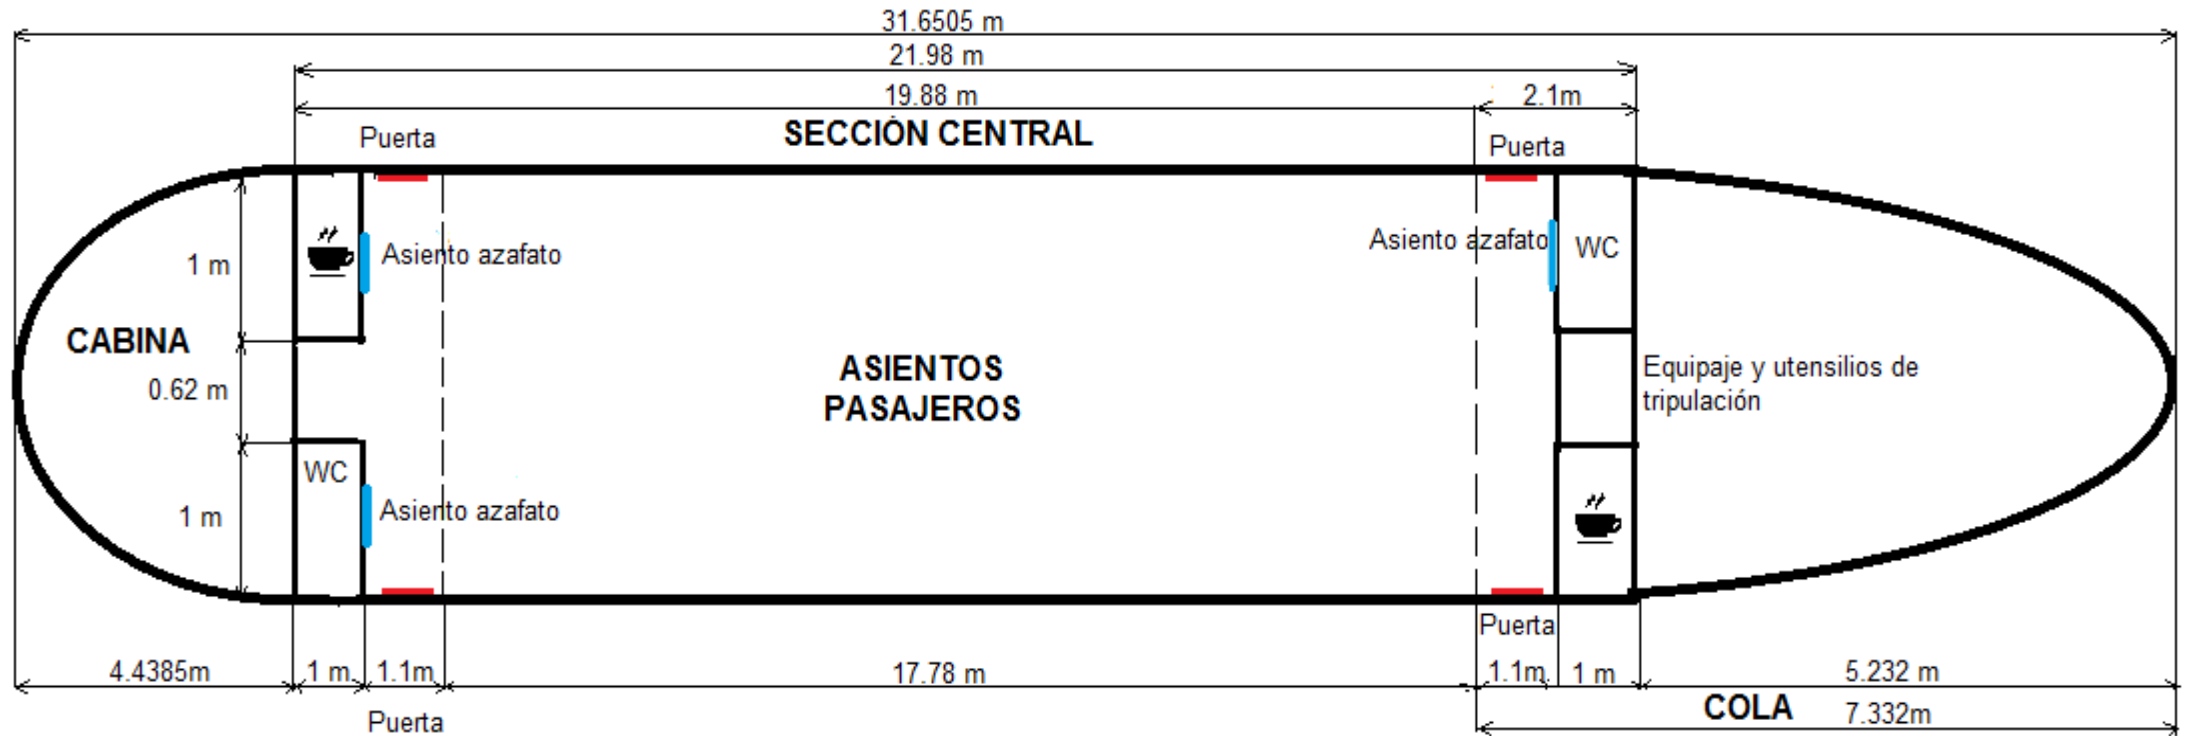 31.6505 m
21.98 m
19.88 m
2.1m
SECCIÓN CENTRAL
Puerta
Puerta
Asiento azafato
Asiento azafato
WC
1 m
CABINA
0.62 m
ASIENTOS
PASAJEROS
Equipaje y utensilios de
tripulación
WC
1 m
Asiento azafato
Puerta
4.4385m
1 m
1.1m
17.78 m
1.1m
1 m
5.232 m
Puerta
COLA
7.332m